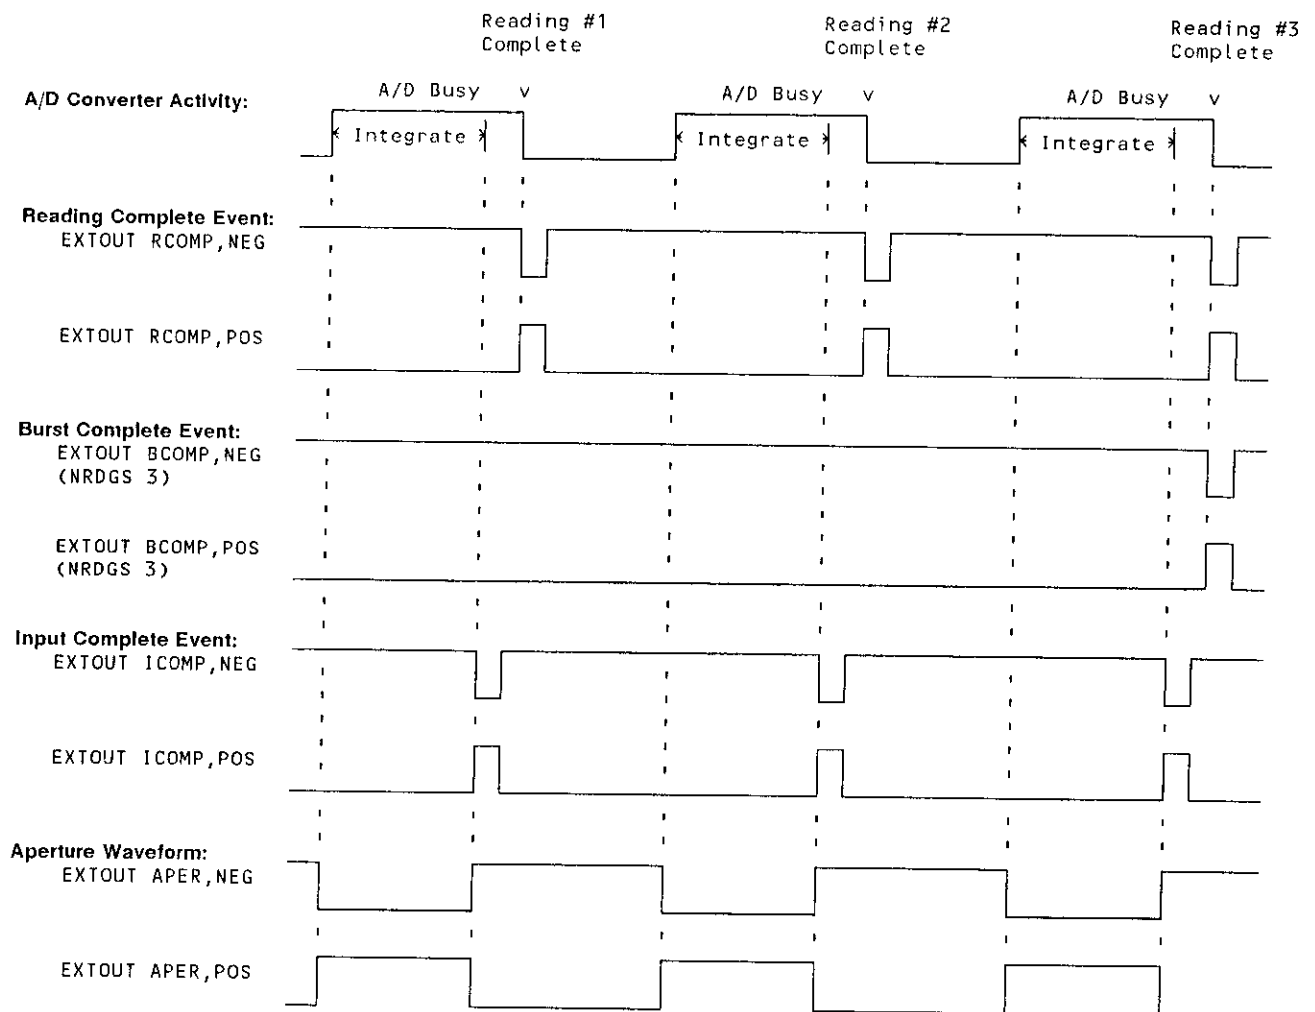 Reading #1
Complete
Reading #2
Complete
Reading #3
Complete
A/D Converter Activity:
A/D Busy v
A/D Busy v
A/D Busy v
Integrate
Integrate
Integrate
Reading Complete Event:
EXTOUT RCOMP,NEG
EXTOUT RCOMP,POS
Burst Complete Event:
EXTOUT BCOMP,NEG
(NRDGS 3)
EXTOUT BCOMP,POS
(NRDGS 3)
Input Complete Event:
EXTOUT ICOMP,NEG
EXTOUT ICOMP,POS
Aperture Waveform:
EXTOUT APER,NEG
EXTOUT APER,POS